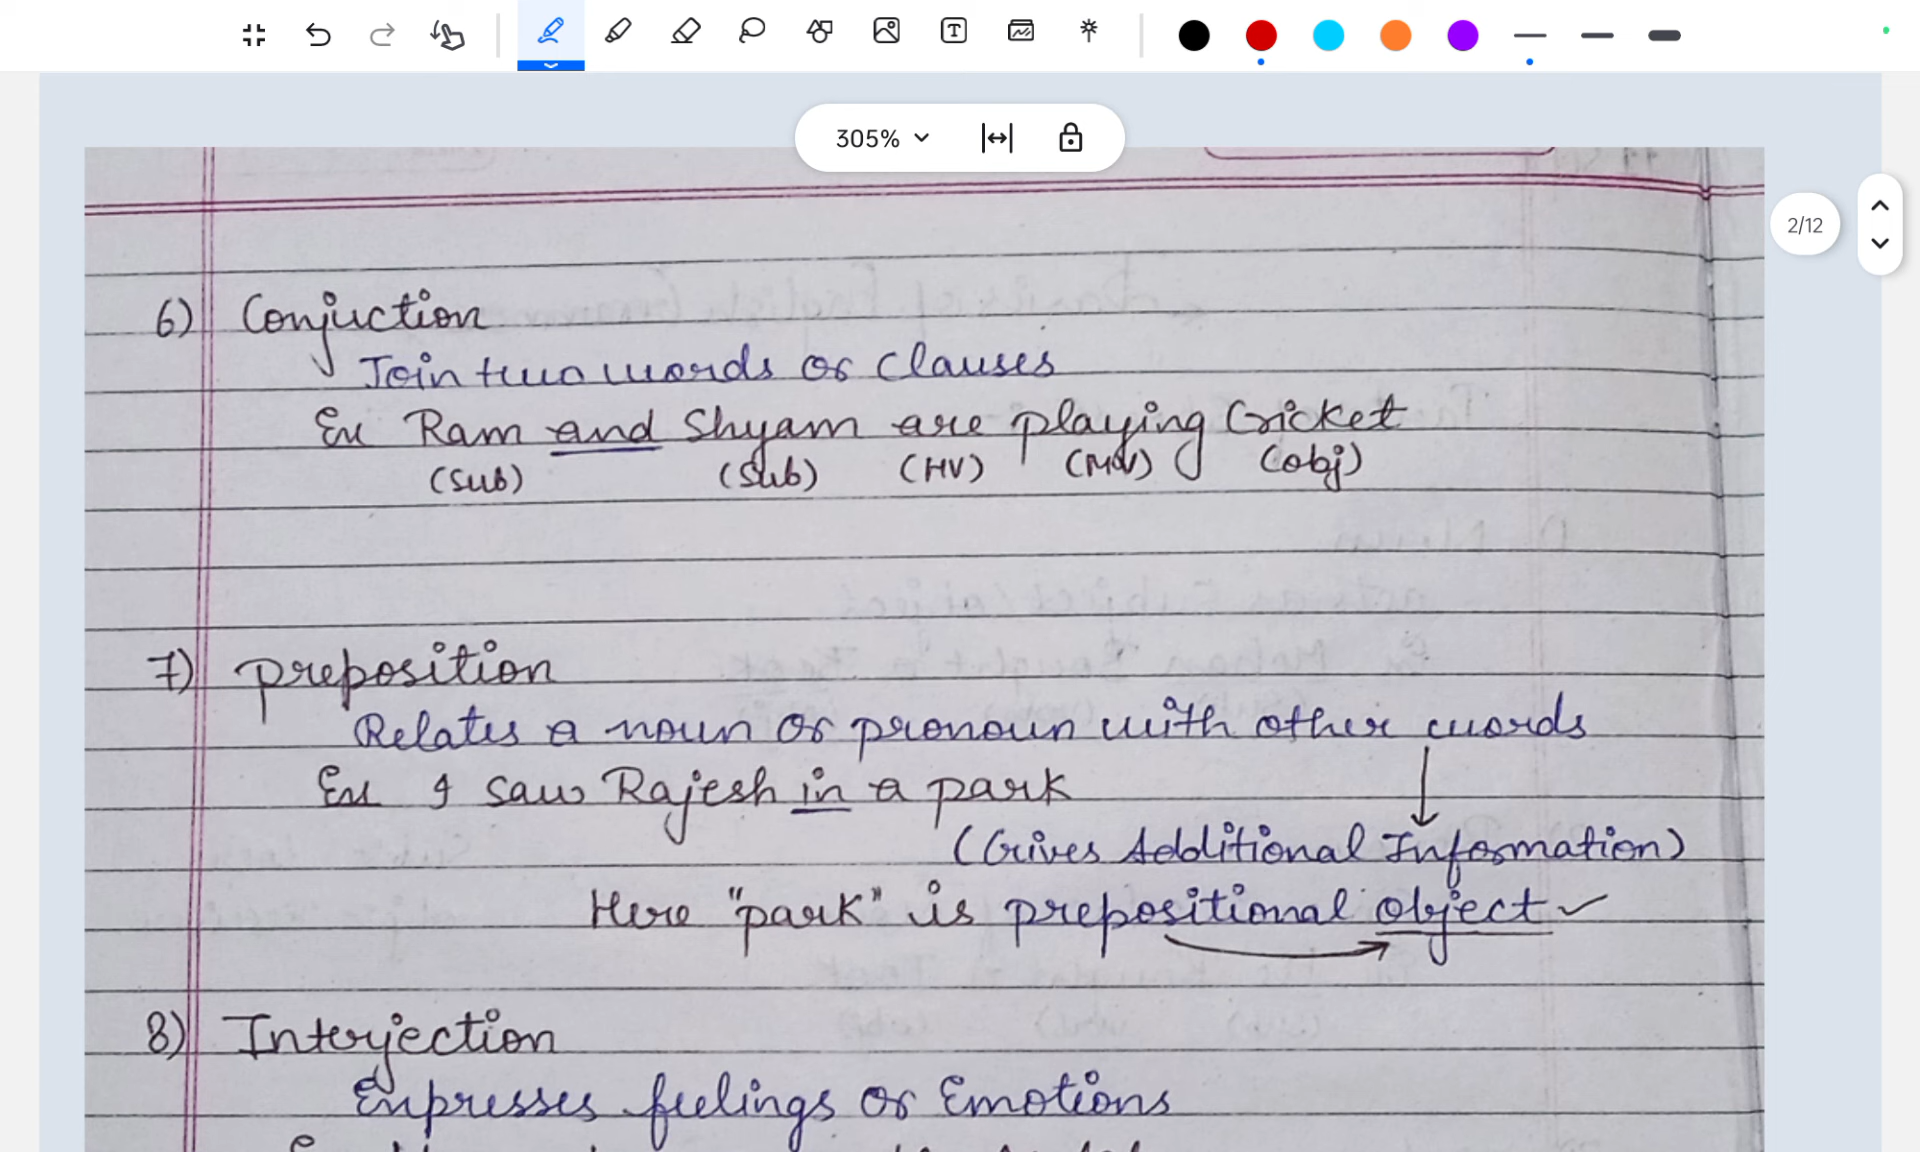 305%
2/12
6) Conjuction
Join two words or Clauses
Ex Ram and Shyam are playing Cricket
(Sub) (Sub) (HV) (MV) (obj)
7) preposition
Relates a noun or pronoun with other words
Ex I saw Rajesh in a park
(Gives Additional Information)
Here "park" is prepositional object
8) Interjection
Expresses feelings or Emotions